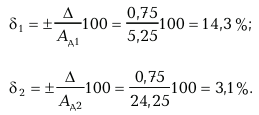 δ₁ = ± Δ/A_д1 100 = 0,75/5,25 100 = 14,3 %;
δ₂ = ± Δ/A_д2 100 = 0,75/24,25 100 = 3,1%.